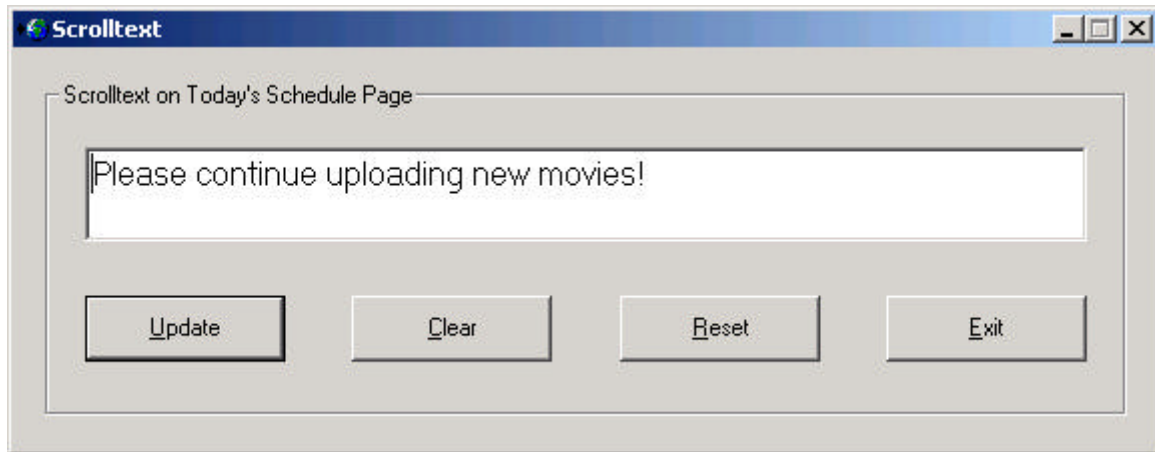 Scrolltext
Scrolltext on Today's Schedule Page
Please continue uploading new movies!
Update Clear Reset Exit